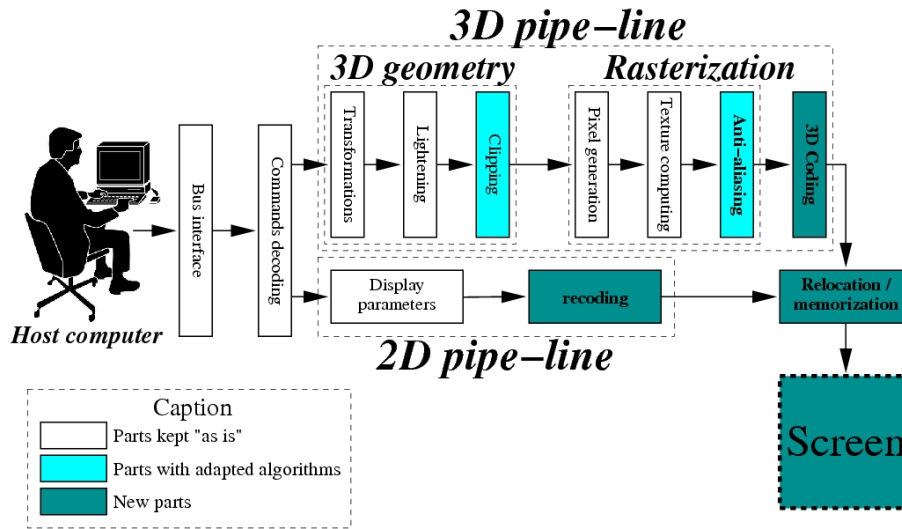 3D pipe–line
3D geometry
Rasterization
Transformations
Lightening
Clipping
Pixel generation
Texture computing
Anti–aliasing
3D Coding
Bus interface
Commands decoding
Host computer
Display
parameters
recoding
Relocation /
memorization
2D pipe–line
Screen
Caption
Parts kept "as is"
Parts with adapted algorithms
New parts